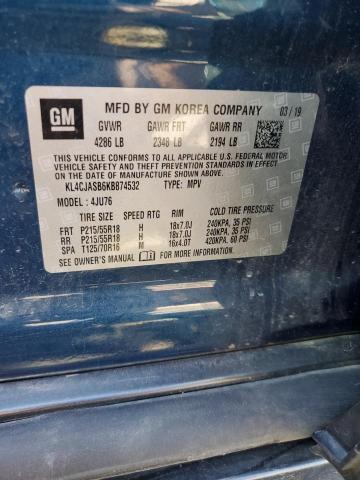 GM
MFD BY GM KOREA COMPANY 03/19
GVWR GAWR FRT GAWR RR
4286 LB 2348 LB 2194 LB
THIS VEHICLE CONFORMS TO ALL APPLICABLE U.S. FEDERAL MOTOR
VEHICLE SAFETY, BUMPER, AND THEFT PREVENTION STANDARDS IN EFFECT
ON THE DATE OF MANUFACTURE SHOWN ABOVE.
KL4CJASB6KB874532 TYPE: MPV
MODEL: 4JU76
TIRE SIZE SPEED RTG RIM COLD TIRE PRESSURE
FRT P215/55R18 H 18x7.0J 240KPA, 35 PSI
RR P215/55R18 H 18x7.0J 240KPA, 35 PSI
SPA T125/70R16 M 16x4.0T 420KPA, 60 PSI
SEE OWNER'S MANUAL FOR MORE INFORMATION.